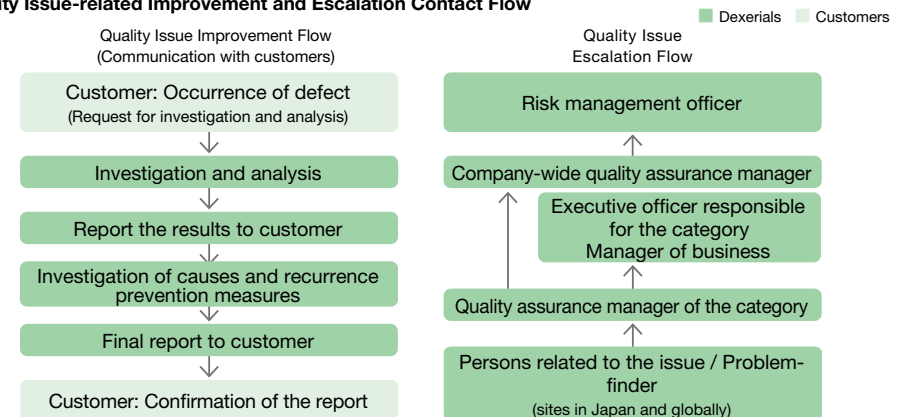 ity Issue-related Improvement and Escalation Contact Flow
Dexerials
Customers
Quality Issue Improvement Flow
(Communication with customers)
Customer: Occurrence of defect
(Request for investigation and analysis)
Investigation and analysis
Report the results to customer
Investigation of causes and recurrence
prevention measures
Final report to customer
Customer: Confirmation of the report
Quality Issue
Escalation Flow
Risk management officer
Company-wide quality assurance manager
Executive officer responsible
for the category
Manager of business
Quality assurance manager of the category
Persons related to the issue / Problem-
finder
(sites in Japan and globally)